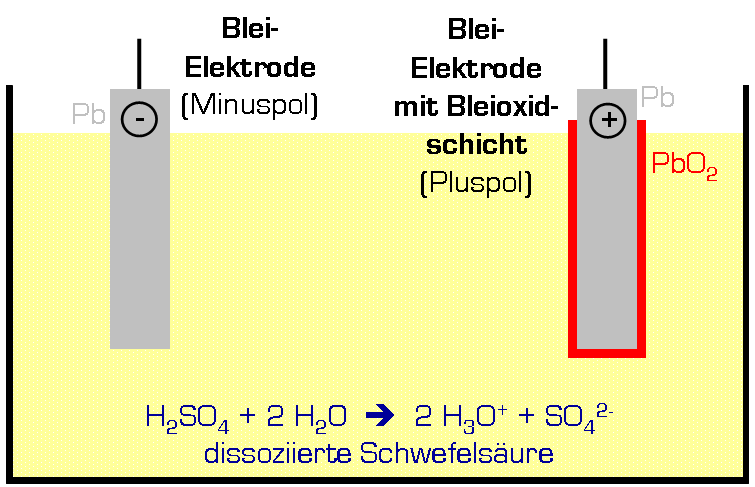 Blei-
Elektrode
(Minuspol)
Blei-
Elektrode
mit Bleioxid-
schicht
(Pluspol)
Pb
-
+
Pb
PbO₂
H₂SO₄ + 2 H₂O ➔ 2 H₃O⁺ + SO₄²⁻
dissoziierte Schwefelsäure